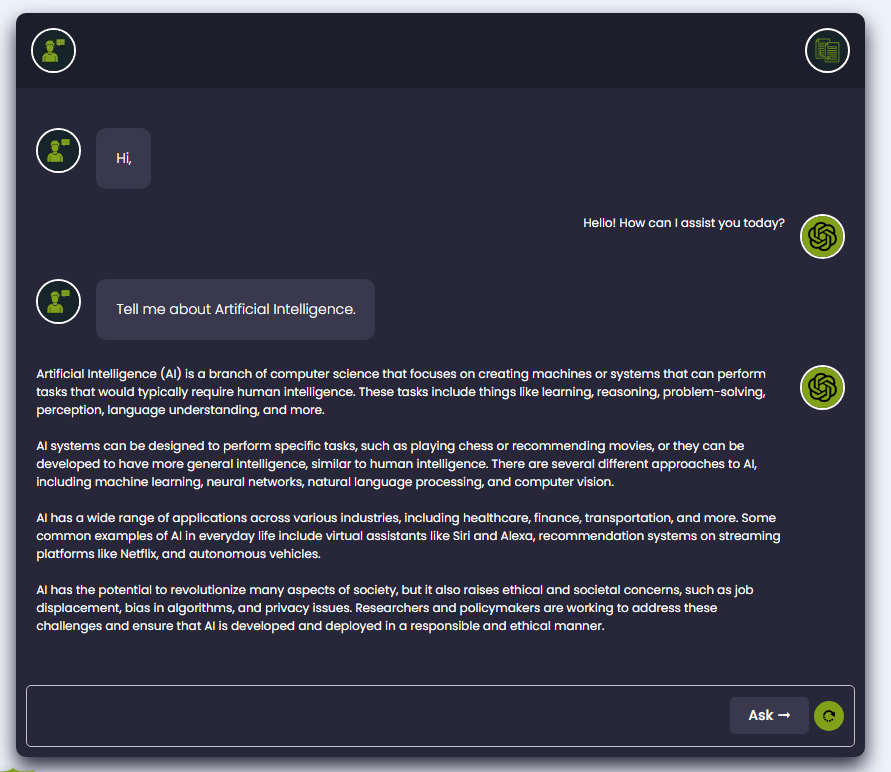 Hi,
Hello! How can I assist you today?
Tell me about Artificial Intelligence.
Artificial Intelligence (AI) is a branch of computer science that focuses on creating machines or systems that can perform
tasks that would typically require human intelligence. These tasks include things like learning, reasoning, problem-solving,
perception, language understanding, and more.
AI systems can be designed to perform specific tasks, such as playing chess or recommending movies, or they can be
developed to have more general intelligence, similar to human intelligence. There are several different approaches to AI,
including machine learning, neural networks, natural language processing, and computer vision.
AI has a wide range of applications across various industries, including healthcare, finance, transportation, and more. Some
common examples of AI in everyday life include virtual assistants like Siri and Alexa, recommendation systems on streaming
platforms like Netflix, and autonomous vehicles.
AI has the potential to revolutionize many aspects of society, but it also raises ethical and societal concerns, such as job
displacement, bias in algorithms, and privacy issues. Researchers and policymakers are working to address these
challenges and ensure that AI is developed and deployed in a responsible and ethical manner.
Ask →